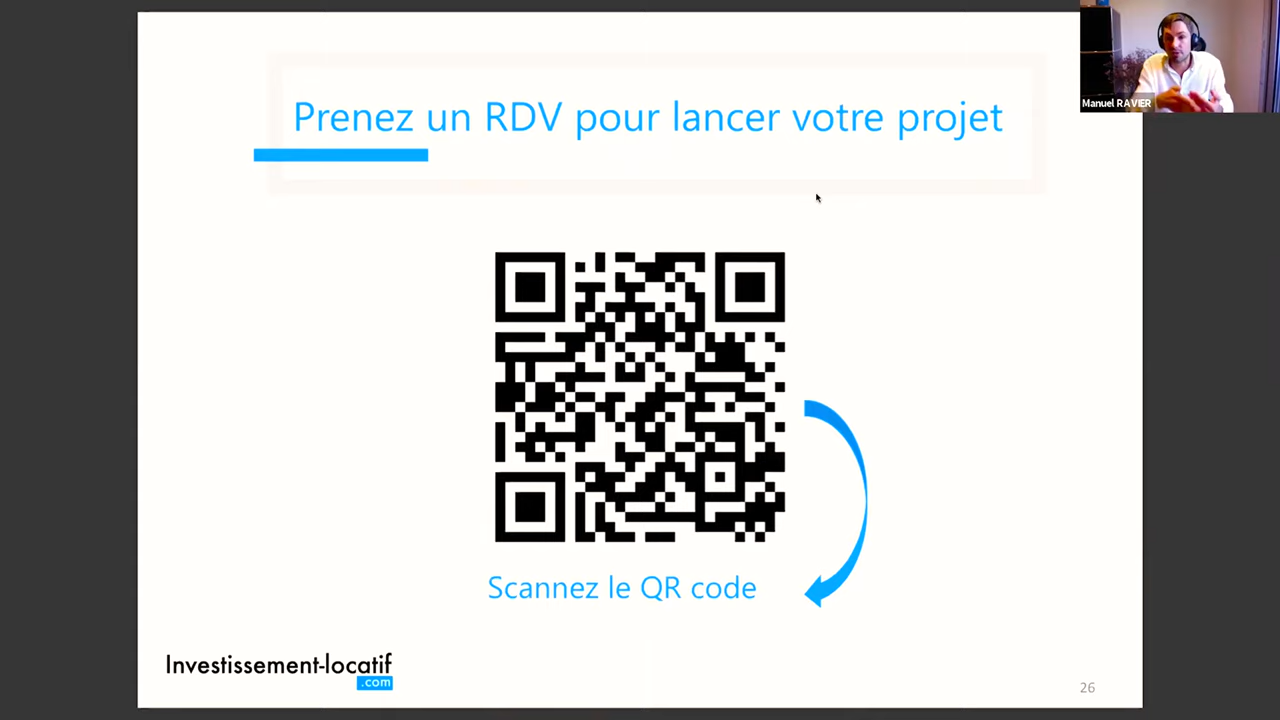 Prenez un RDV pour lancer votre projet
Manuel RAVIER
Scannez le QR code
Investissement-locatif
.com
26